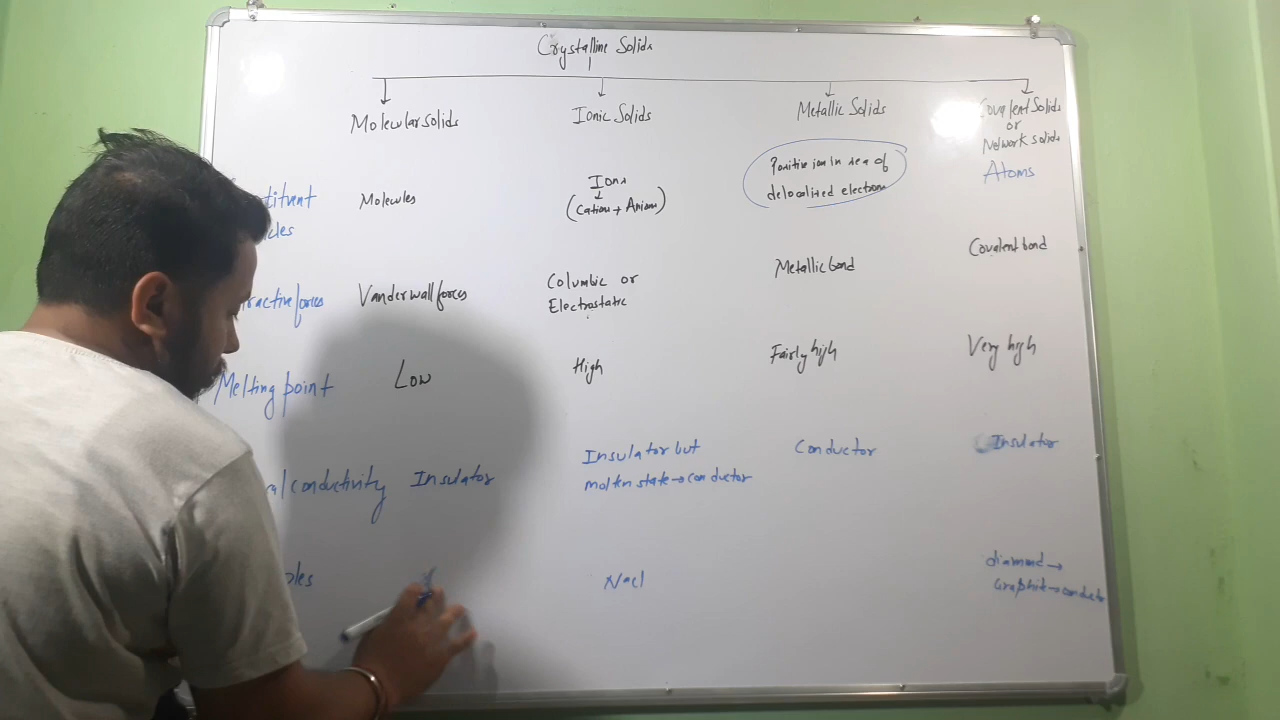 Crystalline Solids
Molecular solids
Ionic Solids
Metallic Solids
Covalent Solids
or
Network solids
Molecules
Ions
(Cation + Anion)
Positive ion in sea of
delocalised electrons
Atoms
Vanderwall forces
Columbic or
Electrostatic
Metallic bond
Covalent bond
Melting point
Low
High
Fairly high
Very high
conductivity
Insulator
Insulator but
molten state → conductor
Conductor
Insulator
Nacl
diamond →
Graphite → conductor